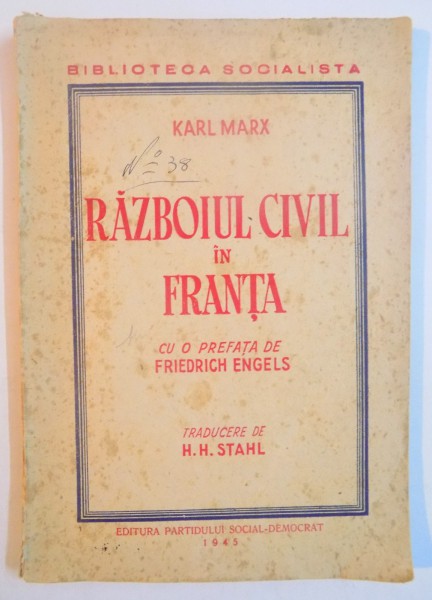 BIBLIOTECA SOCIALISTA
KARL MARX
No 38
RĂZBOIUL CIVIL
ÎN
FRANȚA
CU O PREFAȚA DE
FRIEDRICH ENGELS
TRADUCERE DE
H. H. STAHL
EDITURA PARTIDULUI SOCIAL-DEMOCRAT
1945